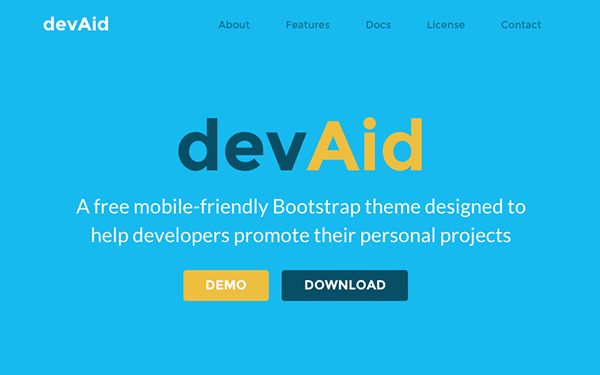 devAid About Features Docs License Contact
devAid
A free mobile-friendly Bootstrap theme designed to
help developers promote their personal projects
DEMO DOWNLOAD